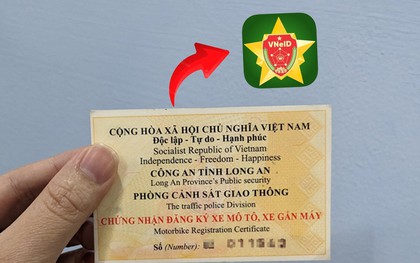 VNeID
CỘNG HÒA XÃ HỘI CHỦ NGHĨA VIỆT NAM
Độc lập - Tự do - Hạnh phúc
Socialist Republic of Vietnam
Independence - Freedom - Happiness
CÔNG AN TỈNH LONG AN
Long An Province's Public security
PHÒNG CẢNH SÁT GIAO THÔNG
The traffic police Division
CHỨNG NHẬN ĐĂNG KÝ XE MÔ TÔ, XE GẮN MÁY
Motorbike Registration Certificate
Số (Number):